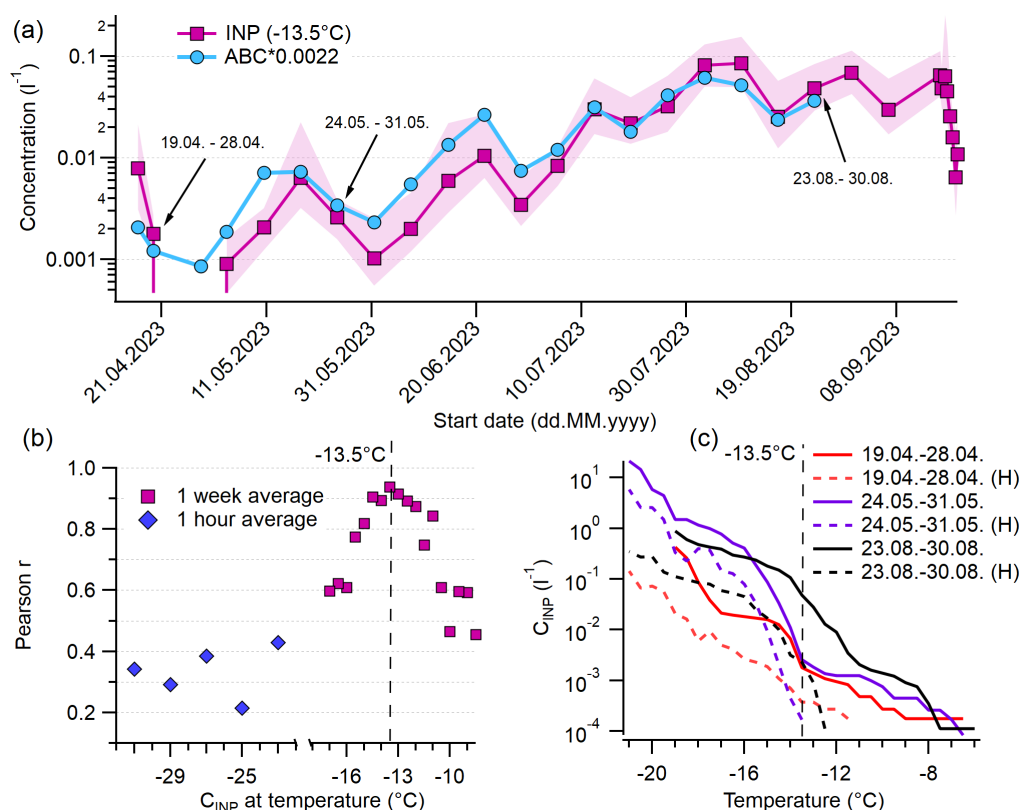 (a)
INP (-13.5°C)
ABC*0.0022
Concentration (l⁻¹)
2
0.1
4
2
0.01
4
2
0.001
19.04. - 28.04.
24.05. - 31.05.
23.08.- 30.08.
21.04.2023
11.05.2023
31.05.2023
20.06.2023
10.07.2023
30.07.2023
19.08.2023
08.09.2023
Start date (dd.MM.yyyy)
(b)
-13.5°C
1 week average
1 hour average
Pearson r
1.0
0.8
0.6
0.4
0.2
-29
-25
-16
-13
-10
C_INP at temperature (°C)
(c)
-13.5°C
19.04.-28.04.
19.04.-28.04. (H)
24.05.-31.05.
24.05.-31.05. (H)
23.08.-30.08.
23.08.-30.08. (H)
C_INP (l⁻¹)
10¹
10⁰
10⁻¹
10⁻²
10⁻³
10⁻⁴
-20
-16
-12
-8
Temperature (°C)